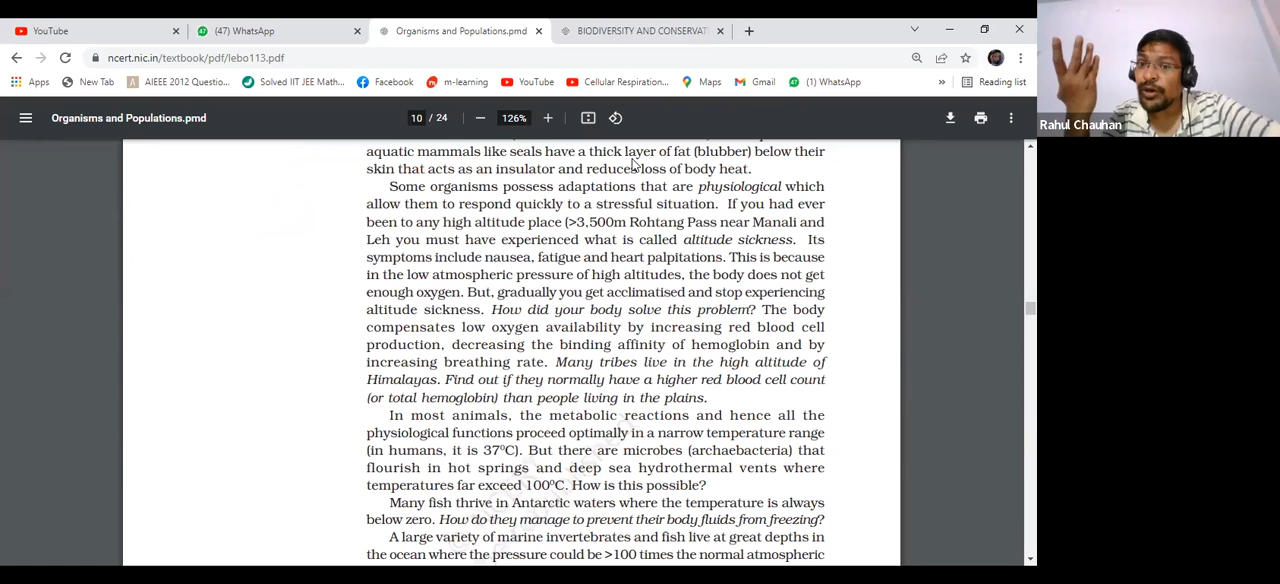 YouTube
(47) WhatsApp
Organisms and Populations.pmd
BIODIVERSITY AND CONSERVAT
ncert.nic.in/textbook/pdf/lebo113.pdf
Apps
New Tab
AIEEE 2012 Questio...
Solved IIT JEE Math...
Facebook
m-learning
YouTube
Cellular Respiration...
Maps
Gmail
(1) WhatsApp
»
Reading list
Organisms and Populations.pmd
10 / 24
126%
Rahul Chauhan
aquatic mammals like seals have a thick layer of fat (blubber) below their
skin that acts as an insulator and reduces loss of body heat.
Some organisms possess adaptations that are physiological which
allow them to respond quickly to a stressful situation. If you had ever
been to any high altitude place (>3,500m Rohtang Pass near Manali and
Leh you must have experienced what is called altitude sickness. Its
symptoms include nausea, fatigue and heart palpitations. This is because
in the low atmospheric pressure of high altitudes, the body does not get
enough oxygen. But, gradually you get acclimatised and stop experiencing
altitude sickness. How did your body solve this problem? The body
compensates low oxygen availability by increasing red blood cell
production, decreasing the binding affinity of hemoglobin and by
increasing breathing rate. Many tribes live in the high altitude of
Himalayas. Find out if they normally have a higher red blood cell count
(or total hemoglobin) than people living in the plains.
In most animals, the metabolic reactions and hence all the
physiological functions proceed optimally in a narrow temperature range
(in humans, it is 37⁰C). But there are microbes (archaebacteria) that
flourish in hot springs and deep sea hydrothermal vents where
temperatures far exceed 100⁰C. How is this possible?
Many fish thrive in Antarctic waters where the temperature is always
below zero. How do they manage to prevent their body fluids from freezing?
A large variety of marine invertebrates and fish live at great depths in
the ocean where the pressure could be >100 times the normal atmospheric